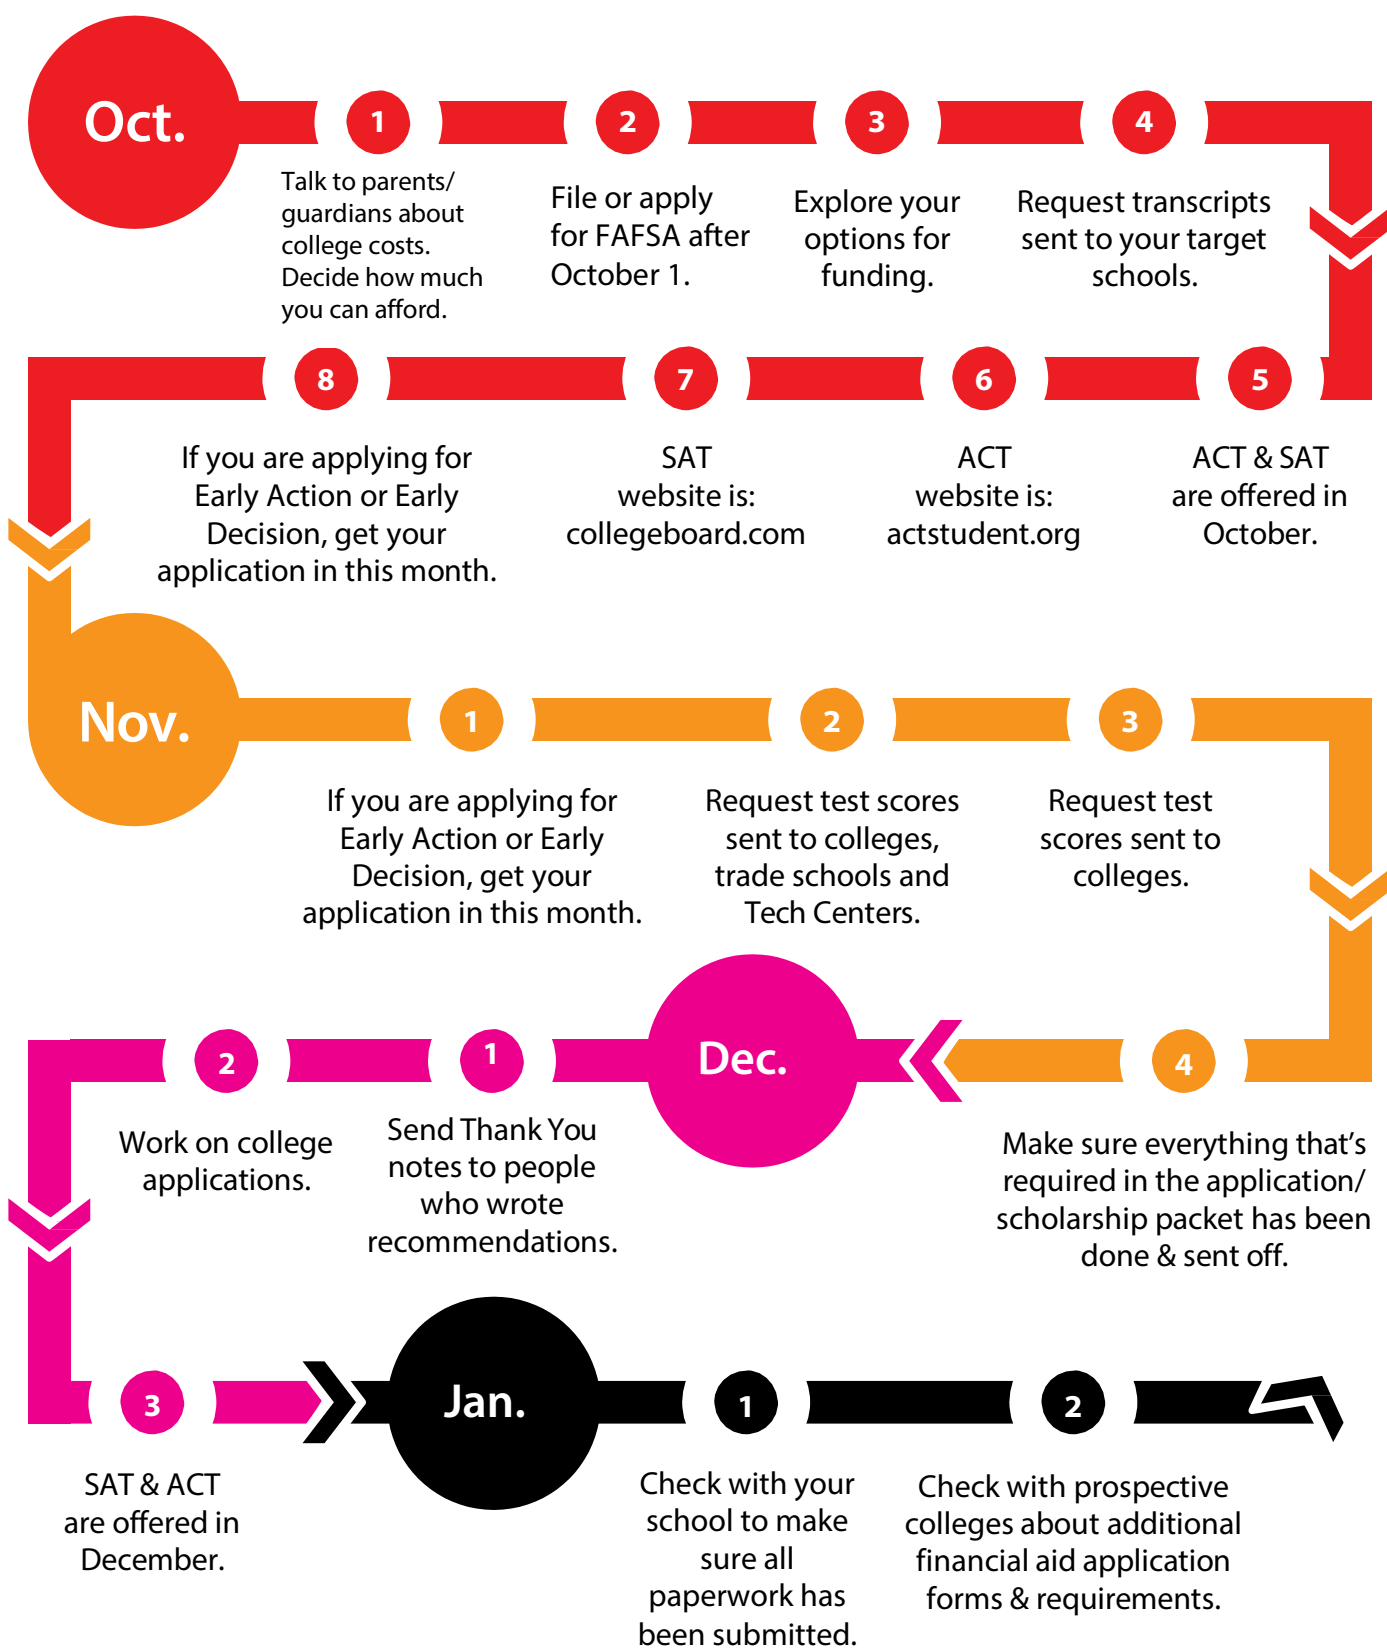 Oct.
1
Talk to parents/
guardians about
college costs.
Decide how much
you can afford.
2
File or apply
for FAFSA after
October 1.
3
Explore your
options for
funding.
4
Request transcripts
sent to your target
schools.
5
ACT & SAT
are offered in
October.
6
ACT
website is:
actstudent.org
7
SAT
website is:
collegeboard.com
8
If you are applying for
Early Action or Early
Decision, get your
application in this month.
Nov.
1
If you are applying for
Early Action or Early
Decision, get your
application in this month.
2
Request test scores
sent to colleges,
trade schools and
Tech Centers.
3
Request test
scores sent to
colleges.
4
Make sure everything that's
required in the application/
scholarship packet has been
done & sent off.
Dec.
1
Send Thank You
notes to people
who wrote
recommendations.
2
Work on college
applications.
3
SAT & ACT
are offered in
December.
Jan.
1
Check with your
school to make
sure all
paperwork has
been submitted.
2
Check with prospective
colleges about additional
financial aid application
forms & requirements.